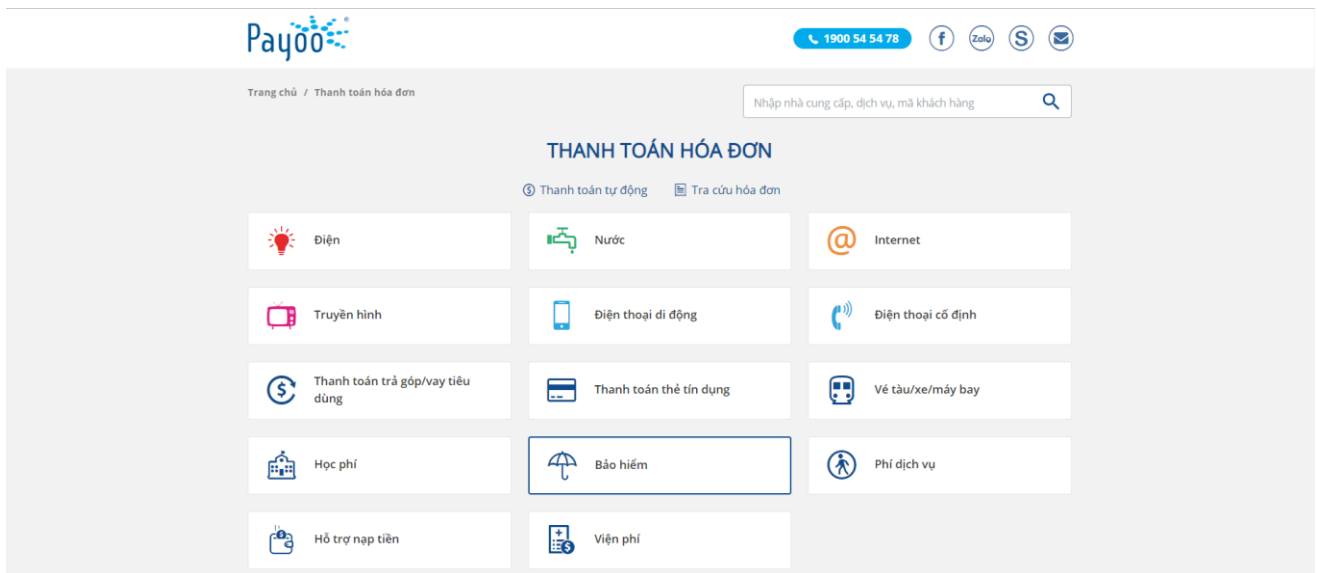 Payoo
1900 54 54 78
f
Zalo
S
Trang chủ / Thanh toán hóa đơn
Nhập nhà cung cấp, dịch vụ, mã khách hàng
THANH TOÁN HÓA ĐƠN
Thanh toán tự động
Tra cứu hóa đơn
Điện
Nước
@
Internet
Truyền hình
Điện thoại di động
Điện thoại cố định
$
Thanh toán trả góp/vay tiêu
dùng
Thanh toán thẻ tín dụng
Vé tàu/xe/máy bay
Học phí
Bảo hiểm
Phí dịch vụ
Hỗ trợ nạp tiền
Viện phí